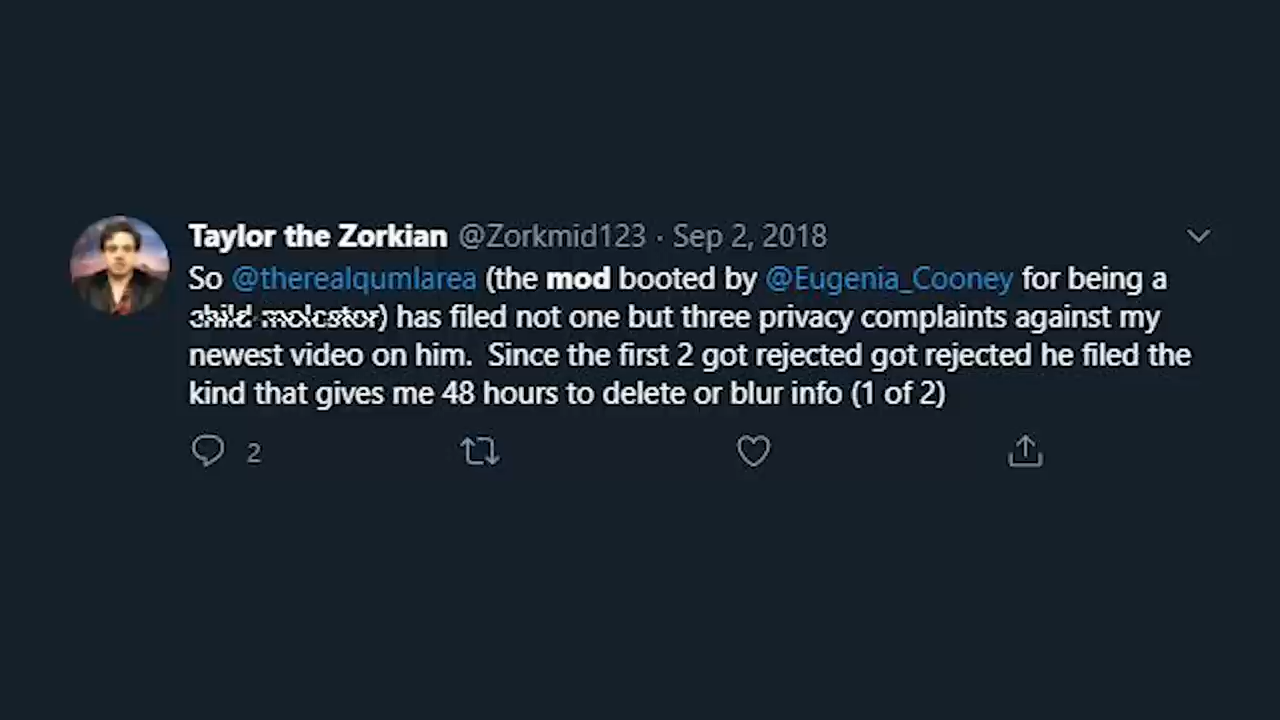 Taylor the Zorkian @Zorkmid123 · Sep 2, 2018
So @therealqumlarea (the mod booted by @Eugenia_Cooney for being a
child molestor) has filed not one but three privacy complaints against my
newest video on him. Since the first 2 got rejected got rejected he filed the
kind that gives me 48 hours to delete or blur info (1 of 2)
2